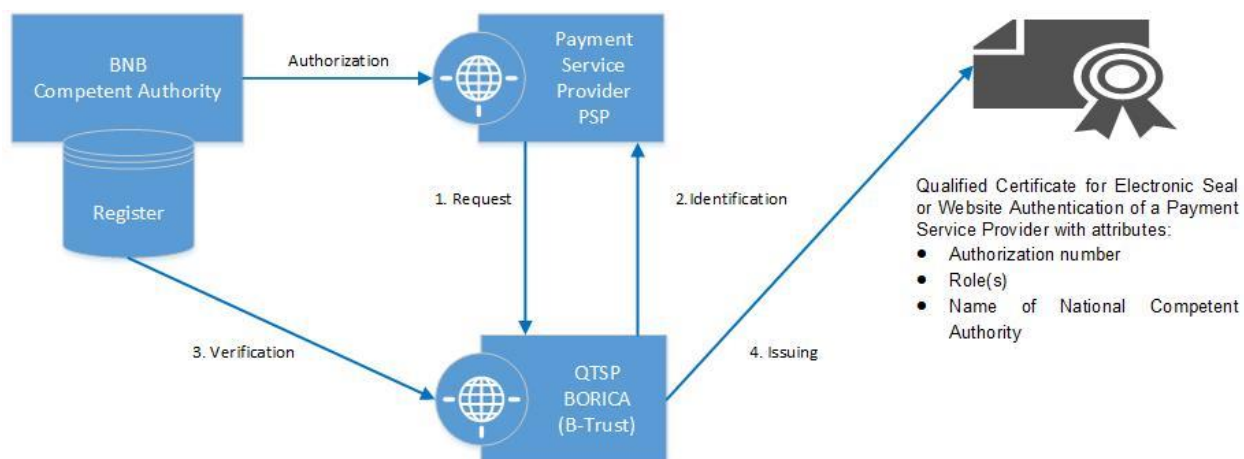 BNB
Competent Authority
Register
Authorization
Payment
Service
Provider
PSP
1. Request
2.Identification
3. Verification
QTSP
BORICA
(B-Trust)
4. Issuing
Qualified Certificate for Electronic Seal
or Website Authentication of a Payment
Service Provider with attributes:
● Authorization number
● Role(s)
● Name of National Competent
Authority